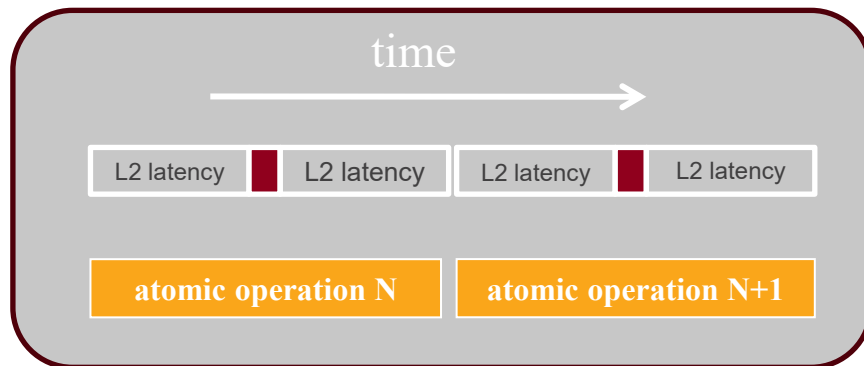 time
L2 latency L2 latency L2 latency L2 latency
atomic operation N atomic operation N+1